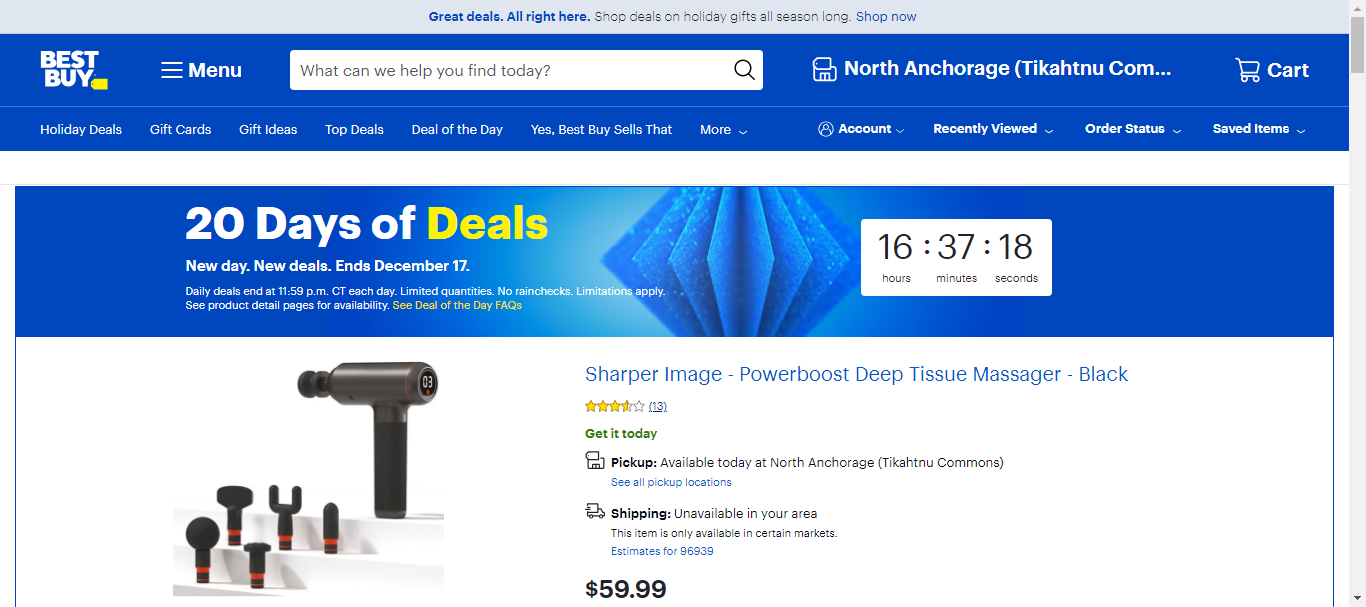 Great deals. All right here. Shop deals on holiday gifts all season long. Shop now
BEST BUY
Menu
What can we help you find today?
North Anchorage (Tikahtnu Com...
Cart
Holiday Deals Gift Cards Gift Ideas Top Deals Deal of the Day Yes, Best Buy Sells That More Account Recently Viewed Order Status Saved Items
20 Days of Deals
New day. New deals. Ends December 17.
Daily deals end at 11:59 p.m. CT each day. Limited quantities. No rainchecks. Limitations apply.
See product detail pages for availability. See Deal of the Day FAQs
16 : 37 : 18
hours minutes seconds
03
Sharper Image - Powerboost Deep Tissue Massager - Black
(13)
Get it today
Pickup: Available today at North Anchorage (Tikahtnu Commons)
See all pickup locations
Shipping: Unavailable in your area
This item is only available in certain markets.
Estimates for 96939
$59.99